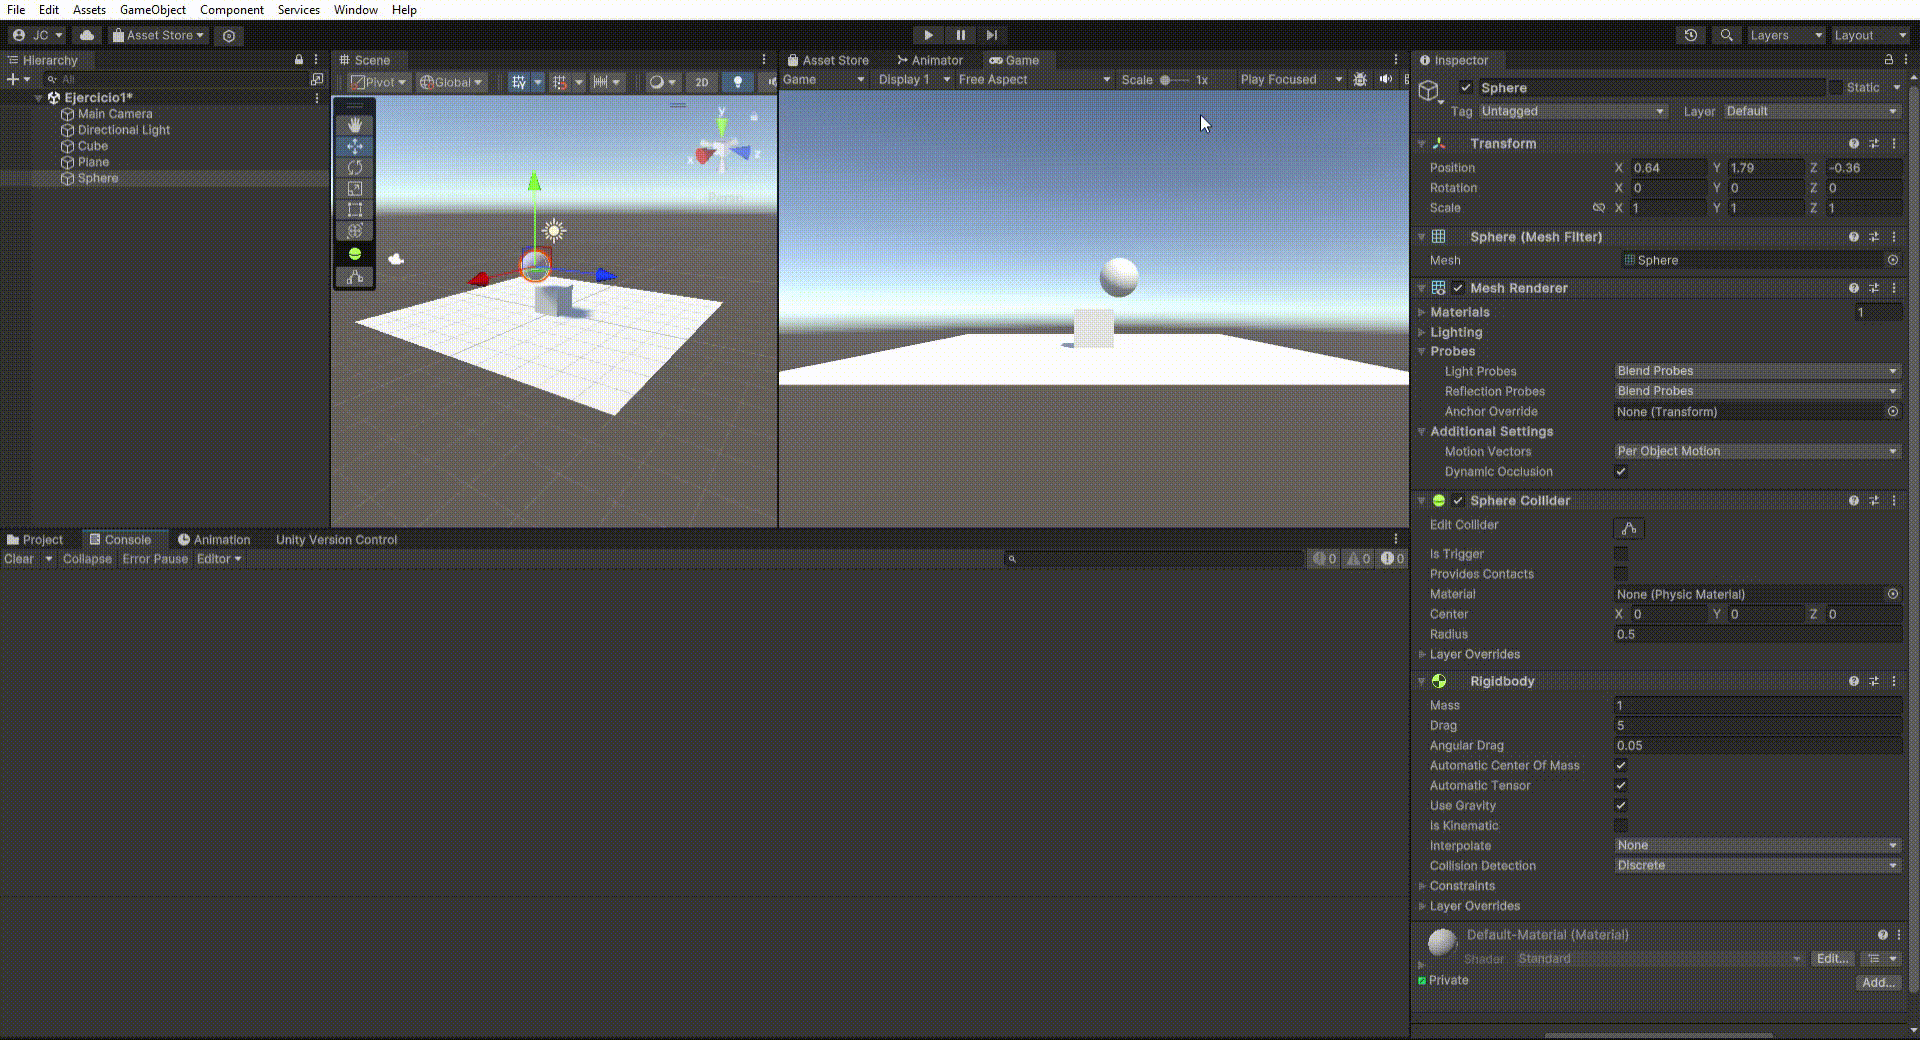 File Edit Assets GameObject Component Services Window Help
JC Asset Store Layers Layout
Hierarchy
All
Ejercicio1*
Main Camera
Directional Light
Cube
Plane
Sphere
Scene
Pivot Global 2D
y
x z
Persp
Asset Store Animator Game
Game Display 1 Free Aspect Scale 1x Play Focused
Project Console Animation Unity Version Control
Clear Collapse Error Pause Editor 0 0 0
Inspector
Sphere Static
Tag Untagged Layer Default
Transform
Position X 0.64 Y 1.79 Z -0.36
Rotation X 0 Y 0 Z 0
Scale X 1 Y 1 Z 1
Sphere (Mesh Filter)
Mesh Sphere
Mesh Renderer
Materials 1
Lighting
Probes
Light Probes Blend Probes
Reflection Probes Blend Probes
Anchor Override None (Transform)
Additional Settings
Motion Vectors Per Object Motion
Dynamic Occlusion
Sphere Collider
Edit Collider
Is Trigger
Provides Contacts
Material None (Physic Material)
Center X 0 Y 0 Z 0
Radius 0.5
Layer Overrides
Rigidbody
Mass 1
Drag 5
Angular Drag 0.05
Automatic Center Of Mass
Automatic Tensor
Use Gravity
Is Kinematic
Interpolate None
Collision Detection Discrete
Constraints
Layer Overrides
Default-Material (Material)
Shader Standard Edit...
Private
Add...